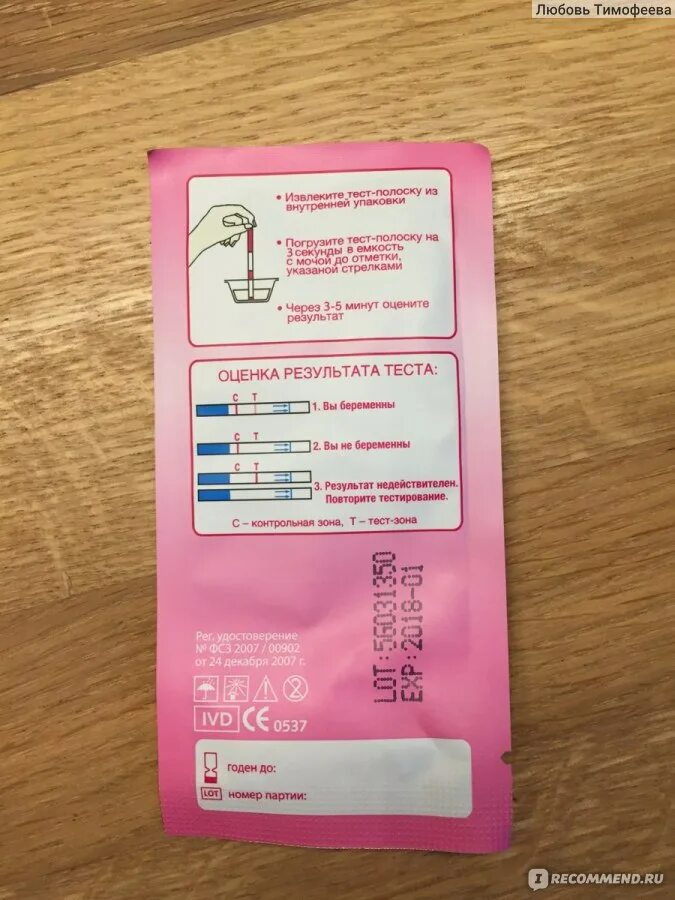 Любовь Тимофеева
• Извлеките тест-полоску из
внутренней упаковки
• Погрузите тест-полоску на
3 секунды в емкость
с мочой до отметки,
указаной стрелками
• Через 3-5 минут оцените
результат
ОЦЕНКА РЕЗУЛЬТАТА ТЕСТА:
C T
1. Вы беременны
C T
2. Вы не беременны
C T
3. Результат недействителен.
Повторите тестирование.
С – контрольная зона, Т – тест-зона
LOT: 56031350
EXP: 2018-01
Рег. удостоверение
№ ФСЗ 2007 / 00902
от 24 декабря 2007 г.
2
IVD CE 0537
годен до:
LOT номер партии:
I RECOMMEND.RU